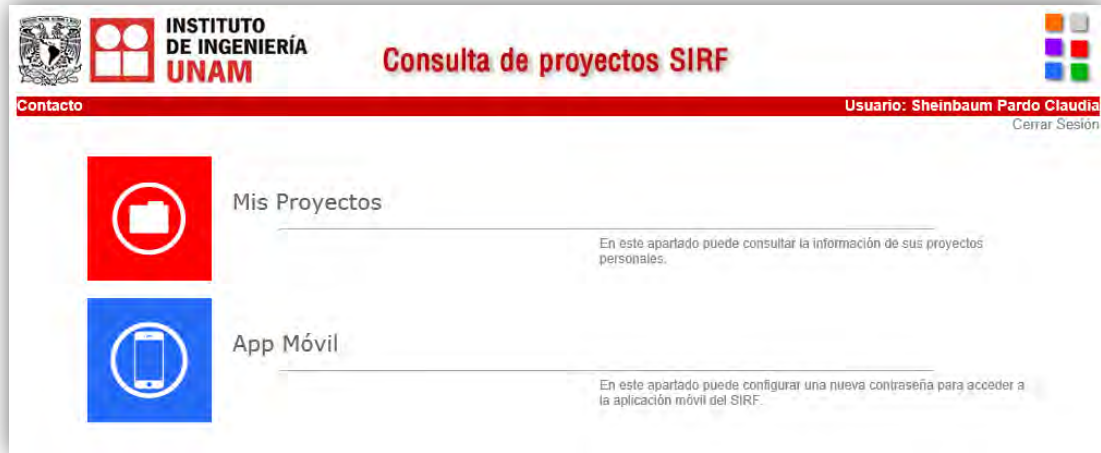 INSTITUTO
DE INGENIERÍA
UNAM
Consulta de proyectos SIRF
Contacto
Usuario: Sheinbaum Pardo Claudia
Cerrar Sesión
Mis Proyectos
En este apartado puede consultar la información de sus proyectos
personales.
App Móvil
En este apartado puede configurar una nueva contraseña para acceder a
la aplicación móvil del SIRF.